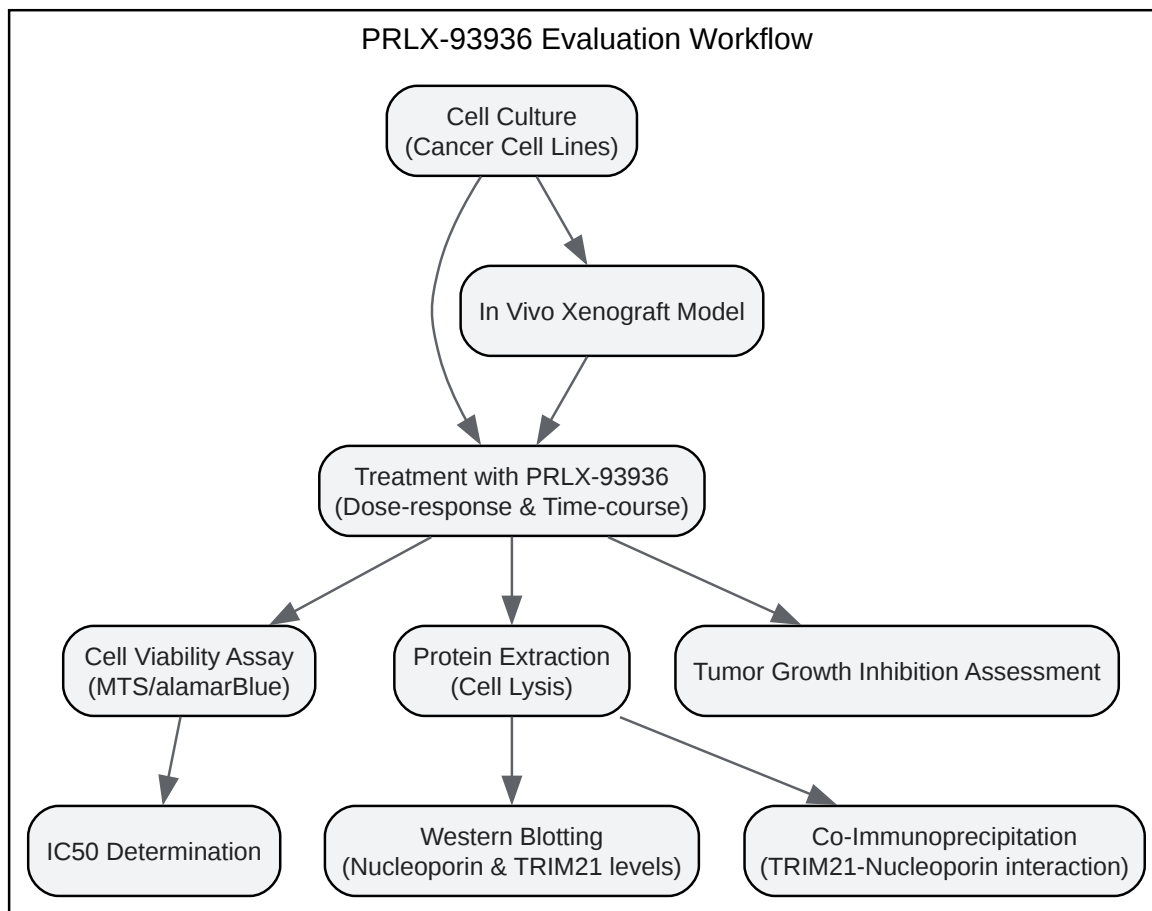 PRLX-93936 Evaluation Workflow
Cell Culture
(Cancer Cell Lines)
In Vivo Xenograft Model
Treatment with PRLX-93936
(Dose-response & Time-course)
Cell Viability Assay
(MTS/alamarBlue)
Protein Extraction
(Cell Lysis)
Tumor Growth Inhibition Assessment
IC50 Determination
Western Blotting
(Nucleoporin & TRIM21 levels)
Co-Immunoprecipitation
(TRIM21-Nucleoporin interaction)